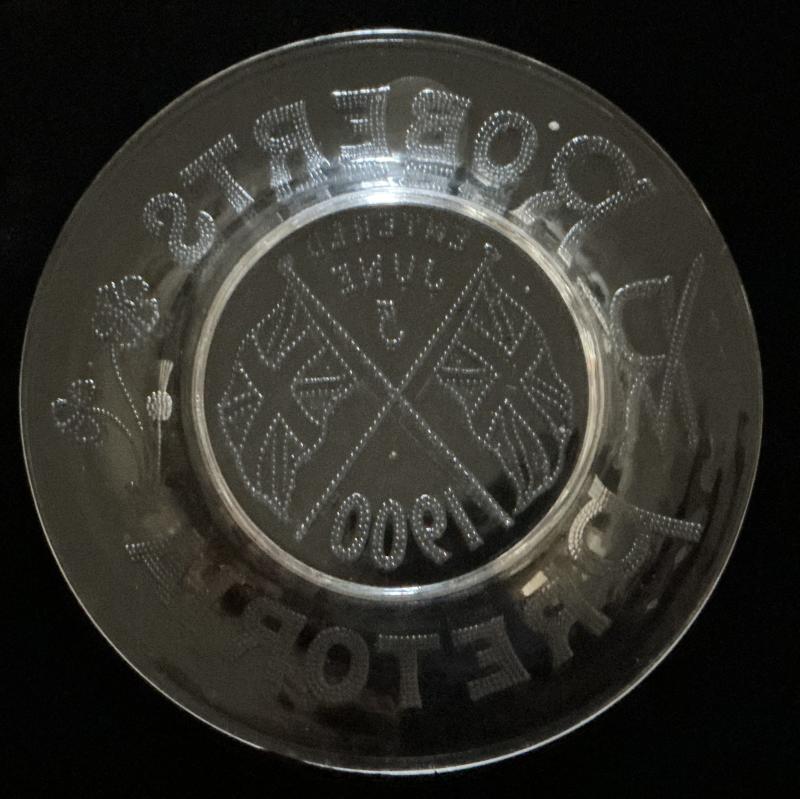 ROBERTS
ENTERED
JUNE
5
1900
PRETORIA